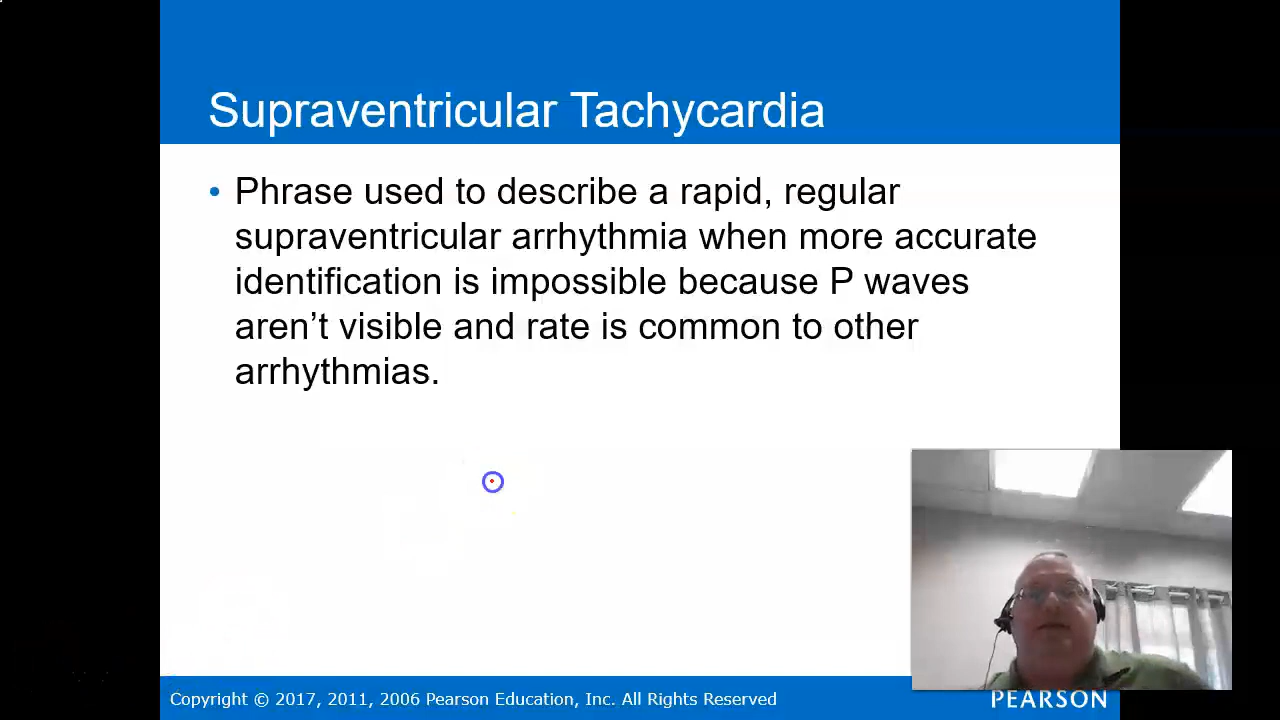 Supraventricular Tachycardia
• Phrase used to describe a rapid, regular
supraventricular arrhythmia when more accurate
identification is impossible because P waves
aren’t visible and rate is common to other
arrhythmias.
Copyright © 2017, 2011, 2006 Pearson Education, Inc. All Rights Reserved
PEARSON